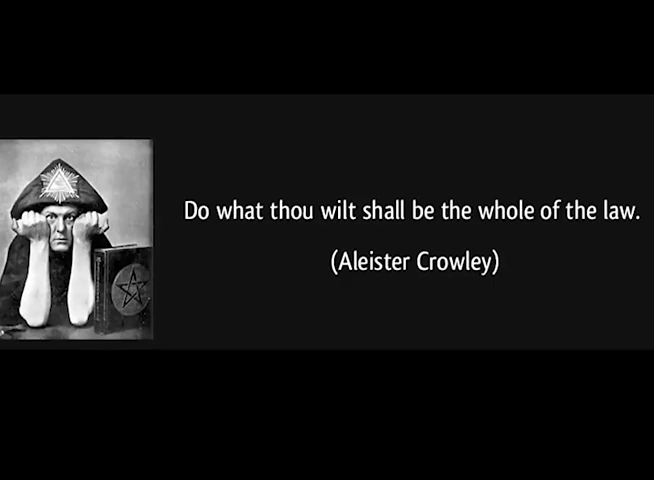 Do what thou wilt shall be the whole of the law.
(Aleister Crowley)